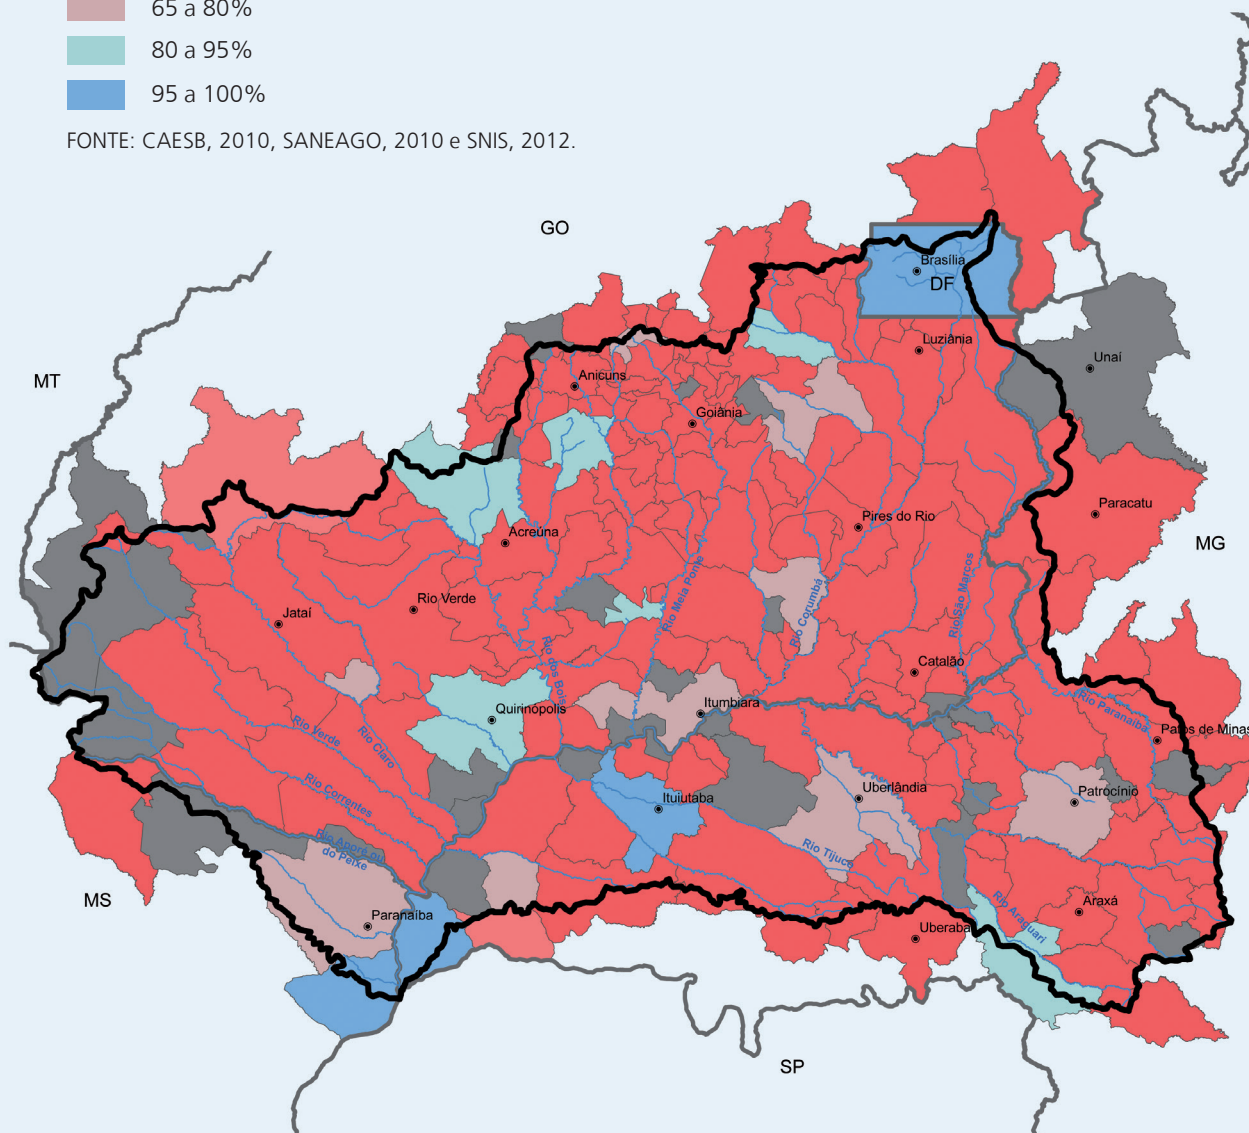 65 a 80%
80 a 95%
95 a 100%
FONTE: CAESB, 2010, SANEAGO, 2010 e SNIS, 2012.
GO
Brasília
DF
Luziânia
Unaí
MT
Anicuns
Goiânia
Paracatu
Pires do Rio
MG
Acreúna
Rio Meia Ponte
Rio São Marcos
Rio Corumbá
Rio Verde
Jataí
Rio dos Bois
Catalão
Quirinópolis
Itumbiara
Rio Paranaíba
Patos de Minas
Rio Verde
Rio Claro
Rio Correntes
Ituiutaba
Uberlândia
Patrocínio
Rio Aporé ou
do Peixe
Rio Tijuco
MS
Paranaíba
Rio Araguari
Araxá
Uberaba
SP